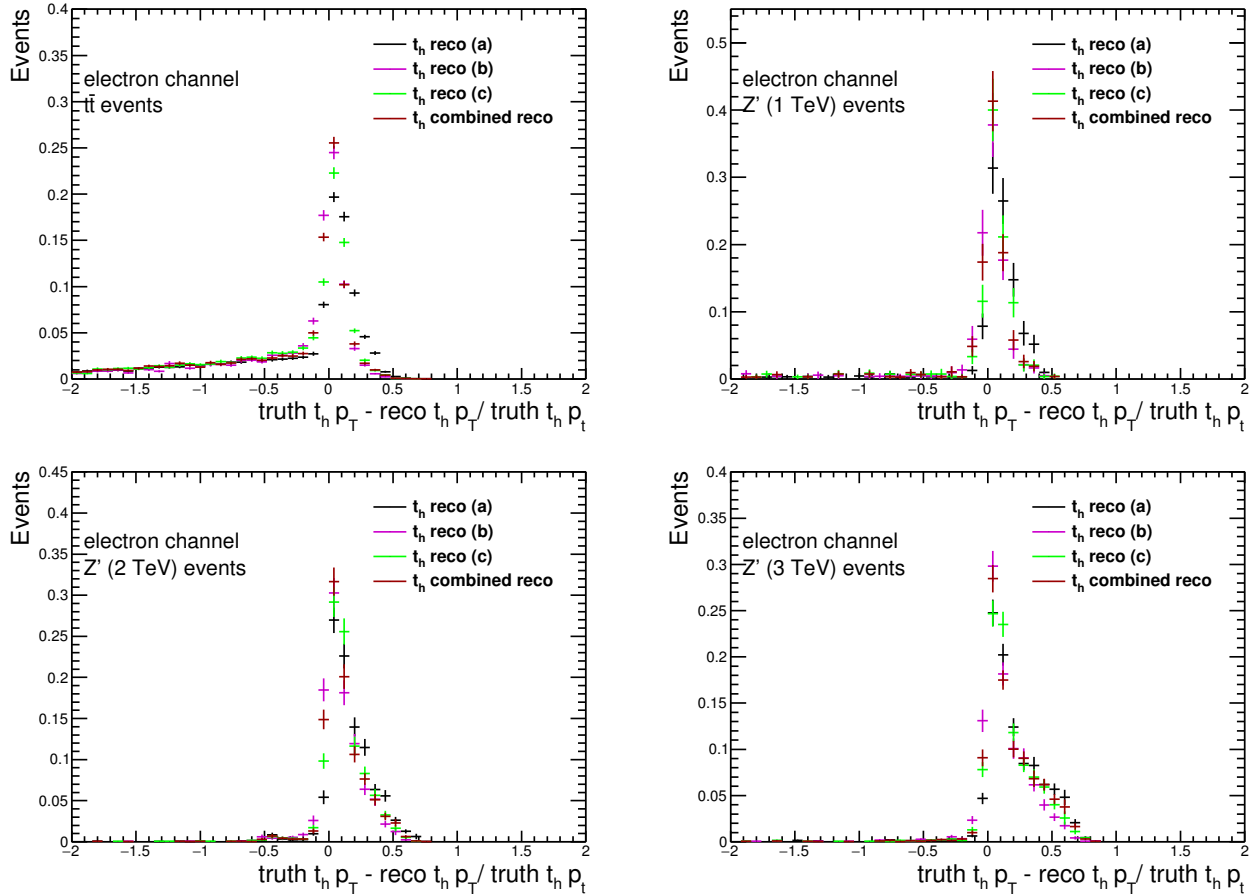 Events
0.4
0.35
0.3
0.25
0.2
0.15
0.1
0.05
0
electron channel
tt̄ events
t_h reco (a)
t_h reco (b)
t_h reco (c)
t_h combined reco
−2 −1.5 −1 −0.5 0 0.5 1 1.5 2
truth t_h p_T - reco t_h p_T/ truth t_h p_t
Events
0.5
0.4
0.3
0.2
0.1
0
electron channel
Z' (1 TeV) events
t_h reco (a)
t_h reco (b)
t_h reco (c)
t_h combined reco
−2 −1.5 −1 −0.5 0 0.5 1 1.5 2
truth t_h p_T - reco t_h p_T/ truth t_h p_t
Events
0.45
0.4
0.35
0.3
0.25
0.2
0.15
0.1
0.05
0
electron channel
Z' (2 TeV) events
t_h reco (a)
t_h reco (b)
t_h reco (c)
t_h combined reco
−2 −1.5 −1 −0.5 0 0.5 1 1.5 2
truth t_h p_T - reco t_h p_T/ truth t_h p_t
Events
0.4
0.35
0.3
0.25
0.2
0.15
0.1
0.05
0
electron channel
Z' (3 TeV) events
t_h reco (a)
t_h reco (b)
t_h reco (c)
t_h combined reco
−2 −1.5 −1 −0.5 0 0.5 1 1.5 2
truth t_h p_T - reco t_h p_T/ truth t_h p_t